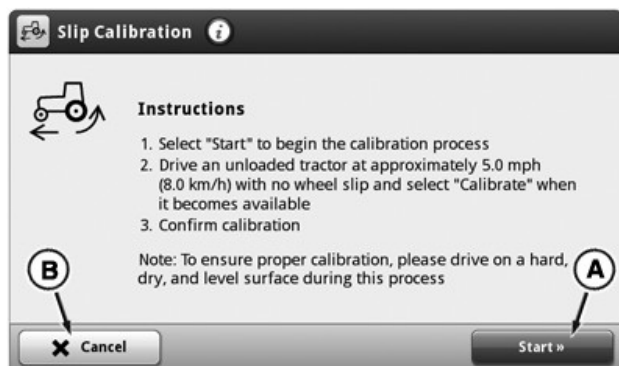 Slip Calibration i
Instructions
1. Select "Start" to begin the calibration process
2. Drive an unloaded tractor at approximately 5.0 mph
(8.0 km/h) with no wheel slip and select "Calibrate" when
it becomes available
3. Confirm calibration
Note: To ensure proper calibration, please drive on a hard,
dry, and level surface during this process
B
A
Cancel
Start »